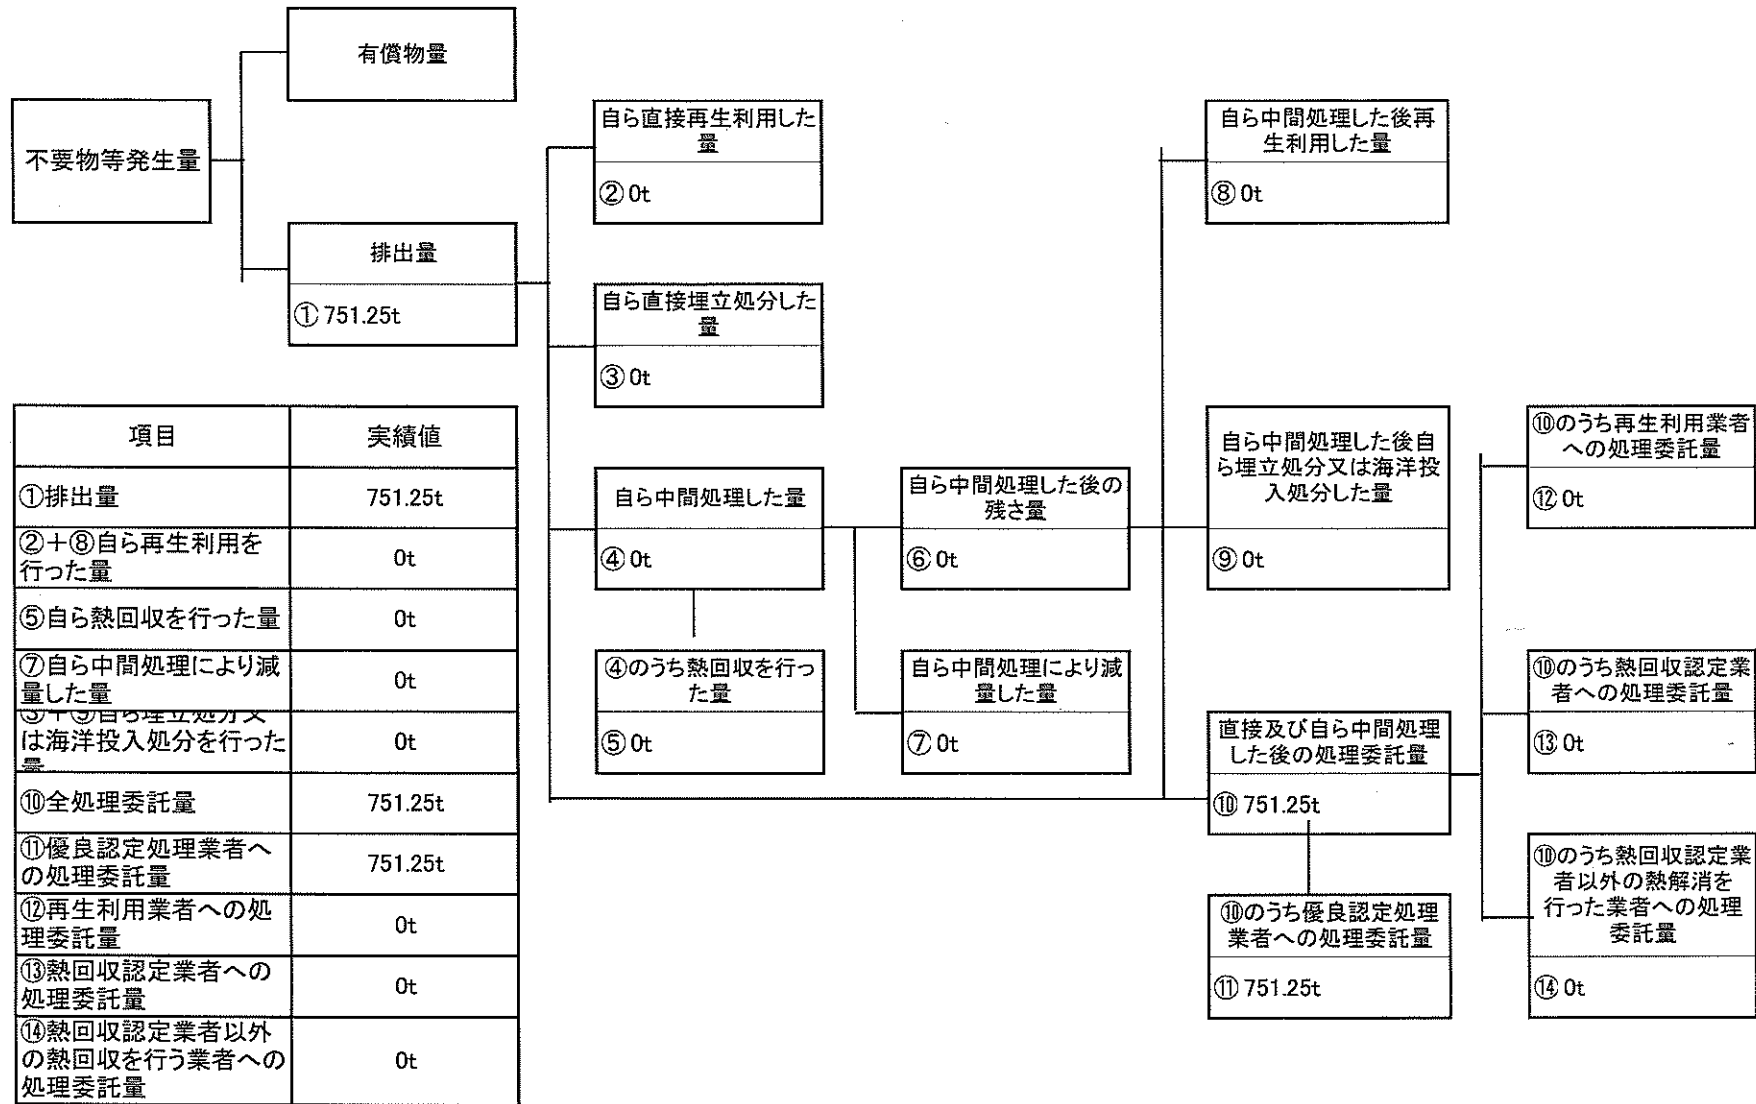 不要物等発生量
有償物量
排出量
① 751.25t
自ら直接再生利用した
量
② 0t
自ら直接埋立処分した
量
③ 0t
自ら中間処理した量
④ 0t
④のうち熱回収を行っ
た量
⑤ 0t
自ら中間処理した後の
残さ量
⑥ 0t
自ら中間処理により減
量した量
⑦ 0t
自ら中間処理した後再
生利用した量
⑧ 0t
自ら中間処理した後自
ら埋立処分又は海洋投
入処分した量
⑨ 0t
直接及び自ら中間処理
した後の処理委託量
⑩ 751.25t
⑩のうち優良認定処理
業者への処理委託量
⑪ 751.25t
⑩のうち再生利用業者
への処理委託量
⑫ 0t
⑩のうち熱回収認定業
者への処理委託量
⑬ 0t
⑩のうち熱回収認定業
者以外の熱解消を
行った業者への処理
委託量
⑭ 0t
項目 実績値
①排出量 751.25t
②+⑧自ら再生利用を
行った量 0t
⑤自ら熱回収を行った量 0t
⑦自ら中間処理により減
量した量 0t
③+⑨自ら埋立処分又
は海洋投入処分を行った
量 0t
⑩全処理委託量 751.25t
⑪優良認定処理業者へ
の処理委託量 751.25t
⑫再生利用業者への処
理委託量 0t
⑬熱回収認定業者への
処理委託量 0t
⑭熱回収認定業者以外
の熱回収を行う業者への
処理委託量 0t